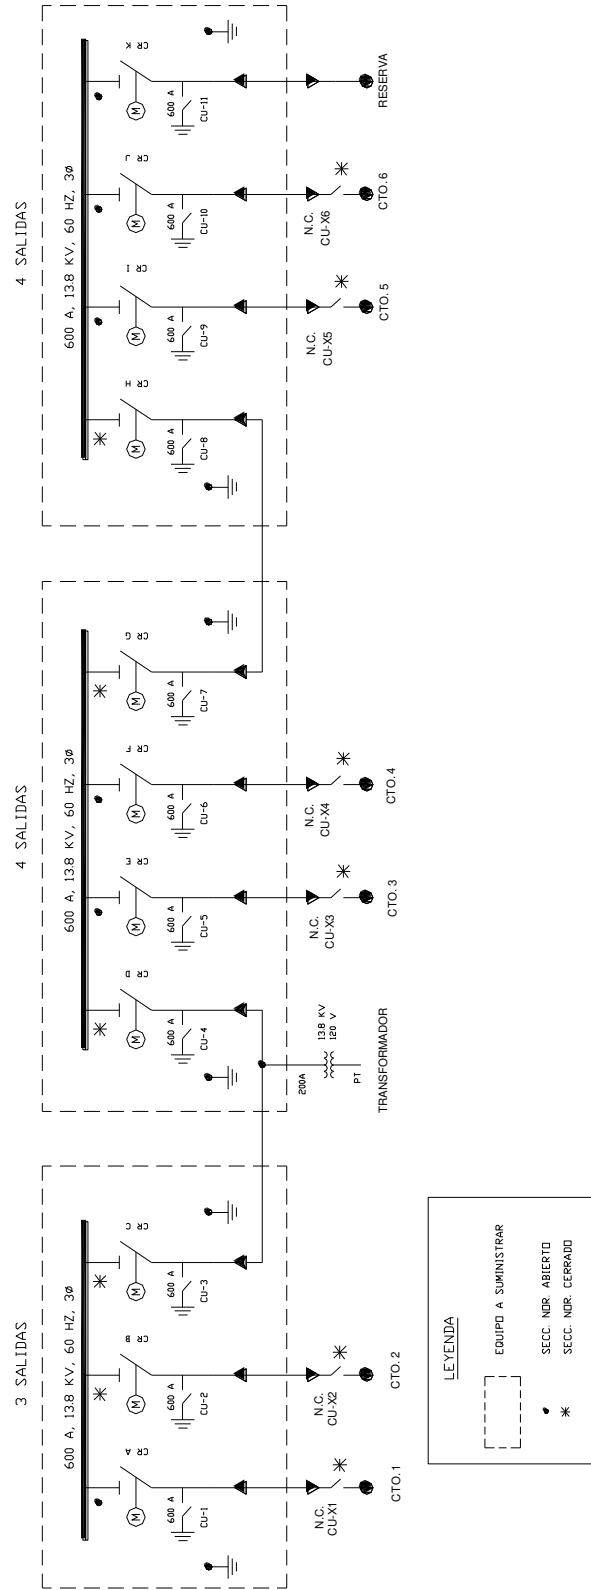 3 SALIDAS
600 A, 13.8 KV, 60 HZ, 3Ø
CR A
M
600 A
CU-1
N.C.
CU-X1
CTO.1
CR B
M
600 A
CU-2
N.C.
CU-X2
CTO.2
CR C
M
600 A
CU-3
4 SALIDAS
600 A, 13.8 KV, 60 HZ, 3Ø
CR D
M
600 A
CU-4
200A
13.8 KV
120 V
PT
TRANSFORMADOR
CR E
M
600 A
CU-5
N.C.
CU-X3
CTO. 3
CR F
M
600 A
CU-6
N.C.
CU-X4
CTO. 4
CR G
M
600 A
CU-7
4 SALIDAS
600 A, 13.8 KV, 60 HZ, 3Ø
CR H
M
600 A
CU-8
CR I
M
600 A
CU-9
N.C.
CU-X5
CTO. 5
CR J
M
600 A
CU-10
N.C.
CU-X6
CTO.6
CR K
M
600 A
CU-11
RESERVA
LEYENDA
EQUIPO A SUMINISTRAR
SECC. NOR. ABIERTO
SECC. NOR. CERRADO